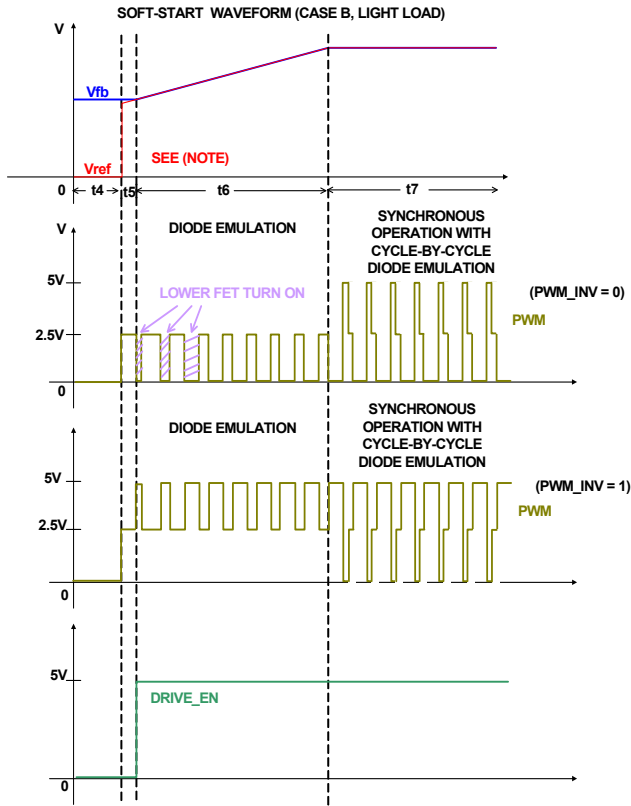 SOFT-START WAVEFORM (CASE B, LIGHT LOAD)
V
Vfb
SEE (NOTE)
Vref
0
t4
t5
t6
t7
V
DIODE EMULATION
SYNCHRONOUS
OPERATION WITH
CYCLE-BY-CYCLE
DIODE EMULATION
5V
LOWER FET TURN ON
(PWM_INV = 0)
PWM
2.5V
0
DIODE EMULATION
SYNCHRONOUS
OPERATION WITH
CYCLE-BY-CYCLE
DIODE EMULATION
5V
(PWM_INV = 1)
PWM
2.5V
0
5V
DRIVE_EN
0